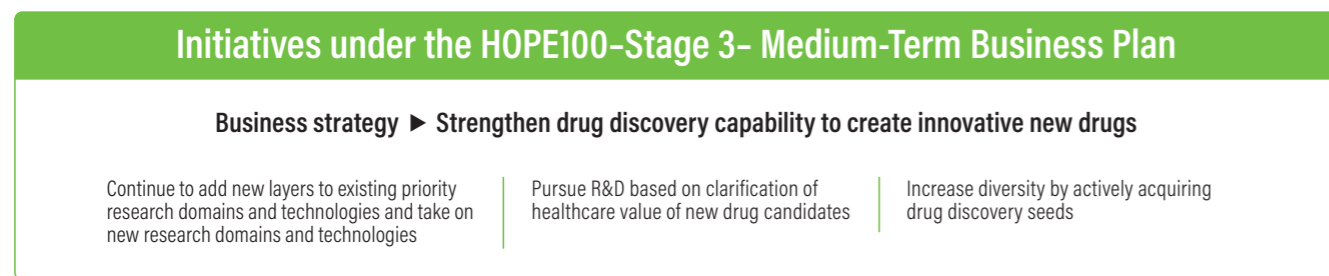 Initiatives under the HOPE100–Stage 3– Medium-Term Business Plan
Business strategy ▶ Strengthen drug discovery capability to create innovative new drugs
Continue to add new layers to existing priority
research domains and technologies and take on
new research domains and technologies
Pursue R&D based on clarification of
healthcare value of new drug candidates
Increase diversity by actively acquiring
drug discovery seeds